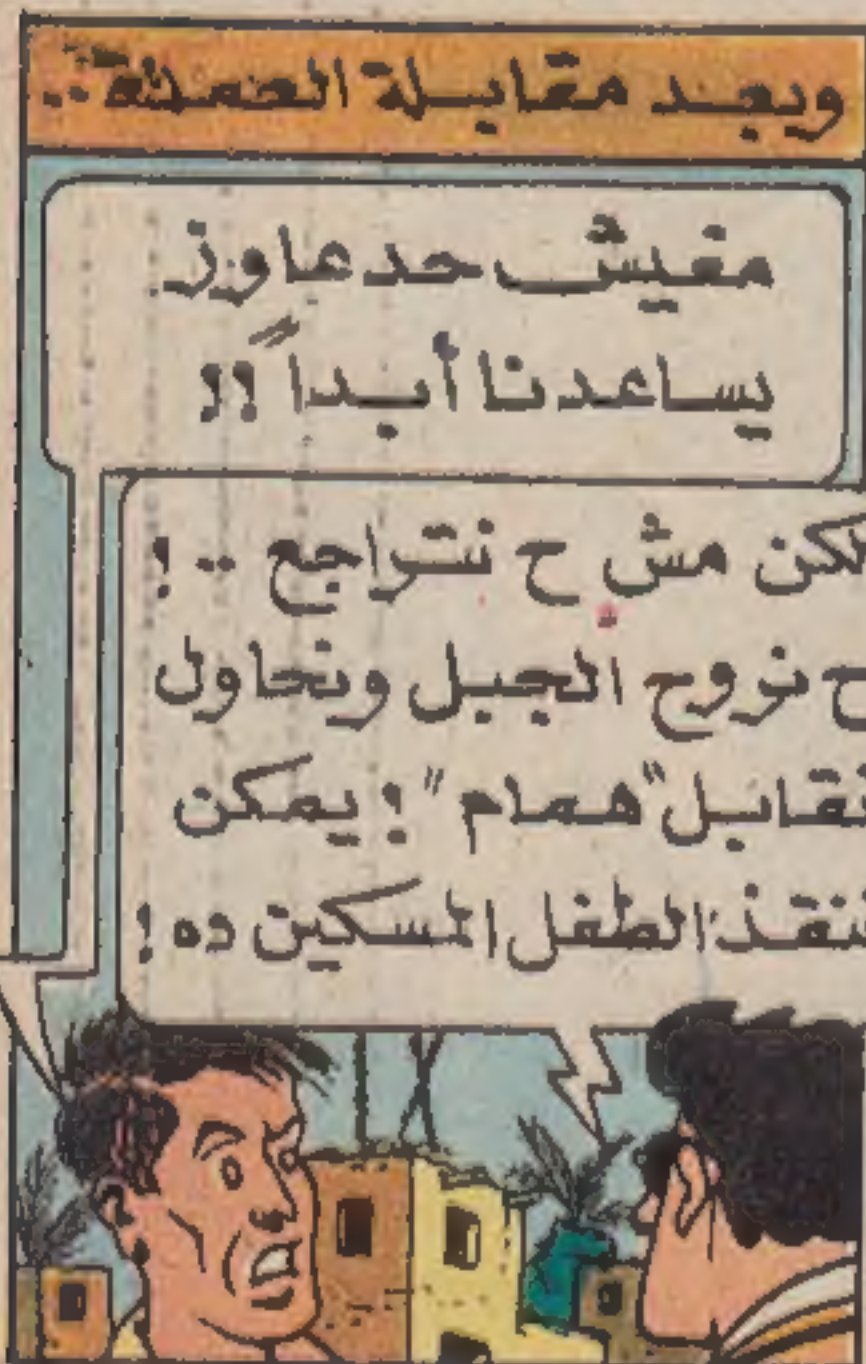 وبعد مقابلة العمدة..
مفيش حد عاوز
يساعدنا أبداً !!
لكن مش ح نتراجع .. !
ح نروح الجبل ونحاول
نقابل "همام" ! يمكن
ننقذ الطفل المسكين ده !